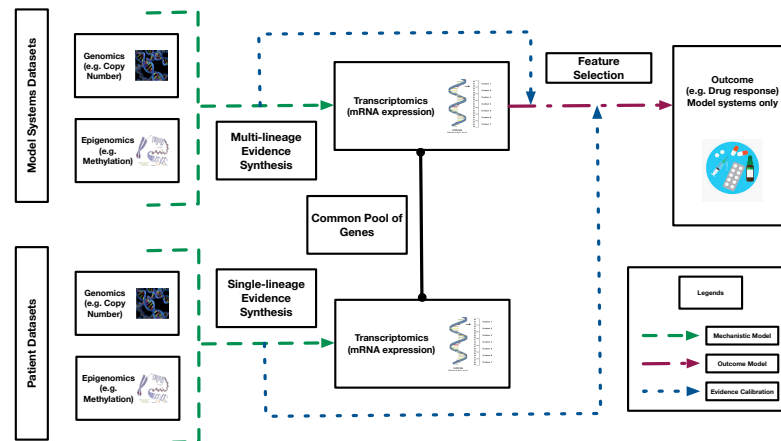 Model Systems Datasets
Genomics
(e.g. Copy
Number)
Epigenomics
(e.g.
Methylation)
Multi-lineage
Evidence
Synthesis
Transcriptomics
(mRNA expression)
Feature
Selection
Outcome
(e.g. Drug response)
Model systems only
Common Pool of
Genes
Patient Datasets
Genomics
(e.g. Copy
Number)
Epigenomics
(e.g.
Methylation)
Single-lineage
Evidence
Synthesis
Transcriptomics
(mRNA expression)
Legends
Mechanistic Model
Outcome Model
Evidence Calibration